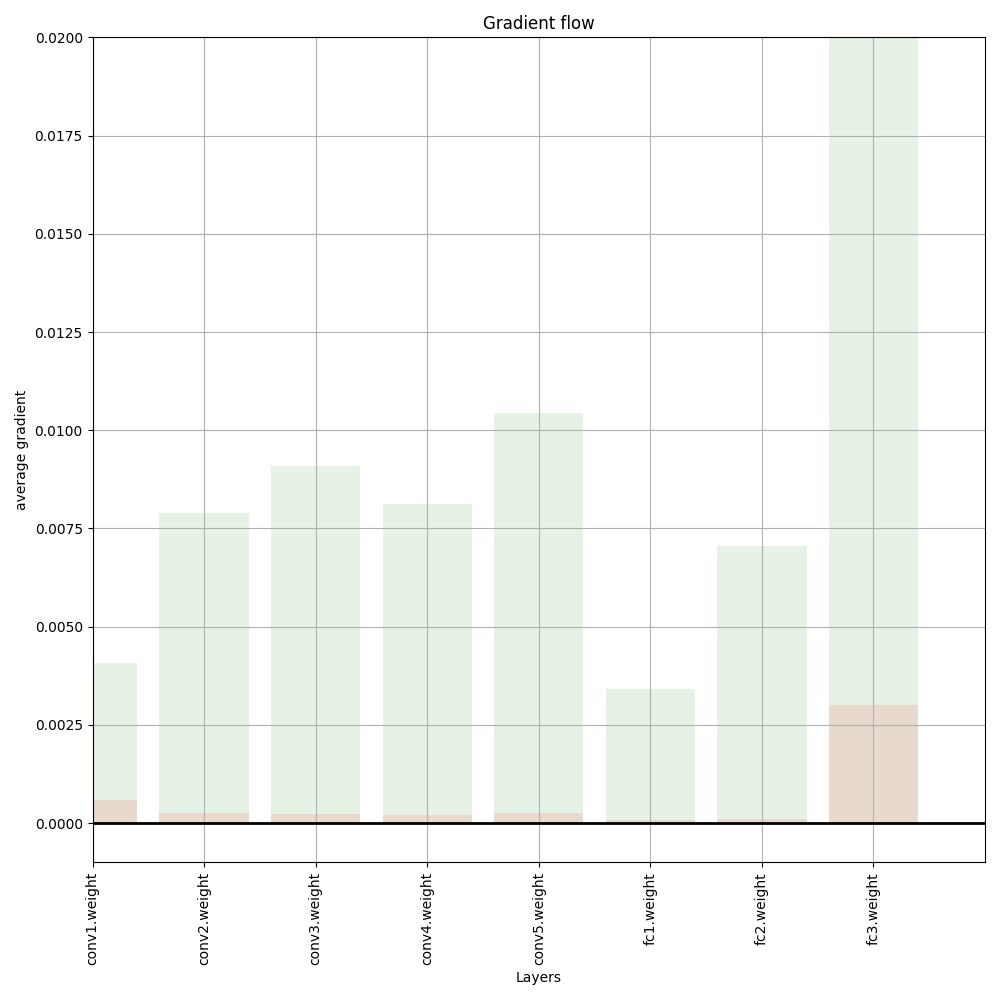 Gradient flow
0.0200
0.0175
0.0150
0.0125
0.0100
0.0075
0.0050
0.0025
0.0000
average gradient
conv1.weight
conv2.weight
conv3.weight
conv4.weight
conv5.weight
fc1.weight
fc2.weight
fc3.weight
Layers